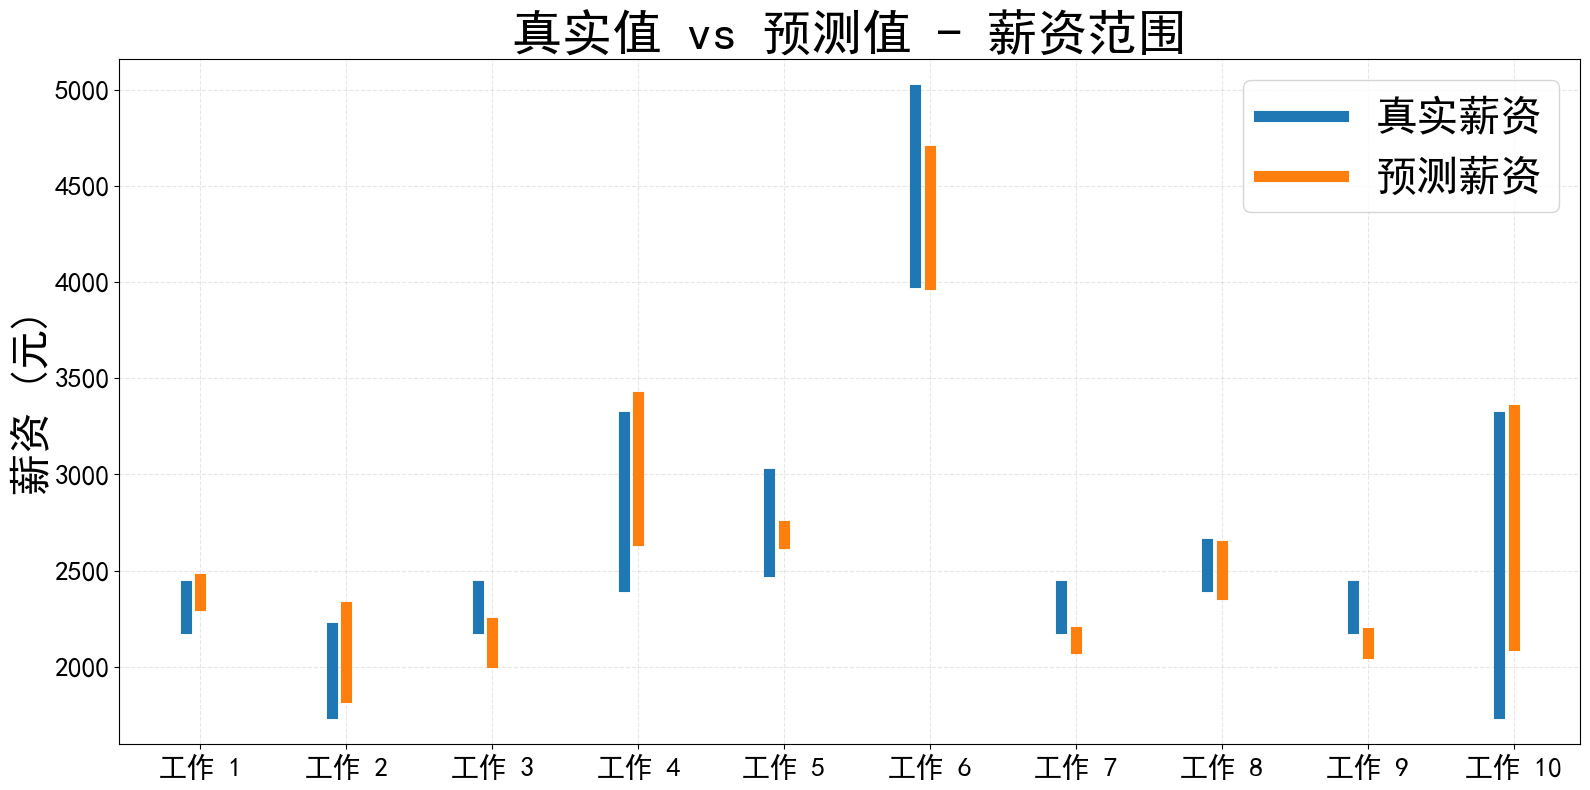 真实值 vs 预测值 - 薪资范围
真实薪资
预测薪资
薪资 (元)
5000
4500
4000
3500
3000
2500
2000
工作 1
工作 2
工作 3
工作 4
工作 5
工作 6
工作 7
工作 8
工作 9
工作 10